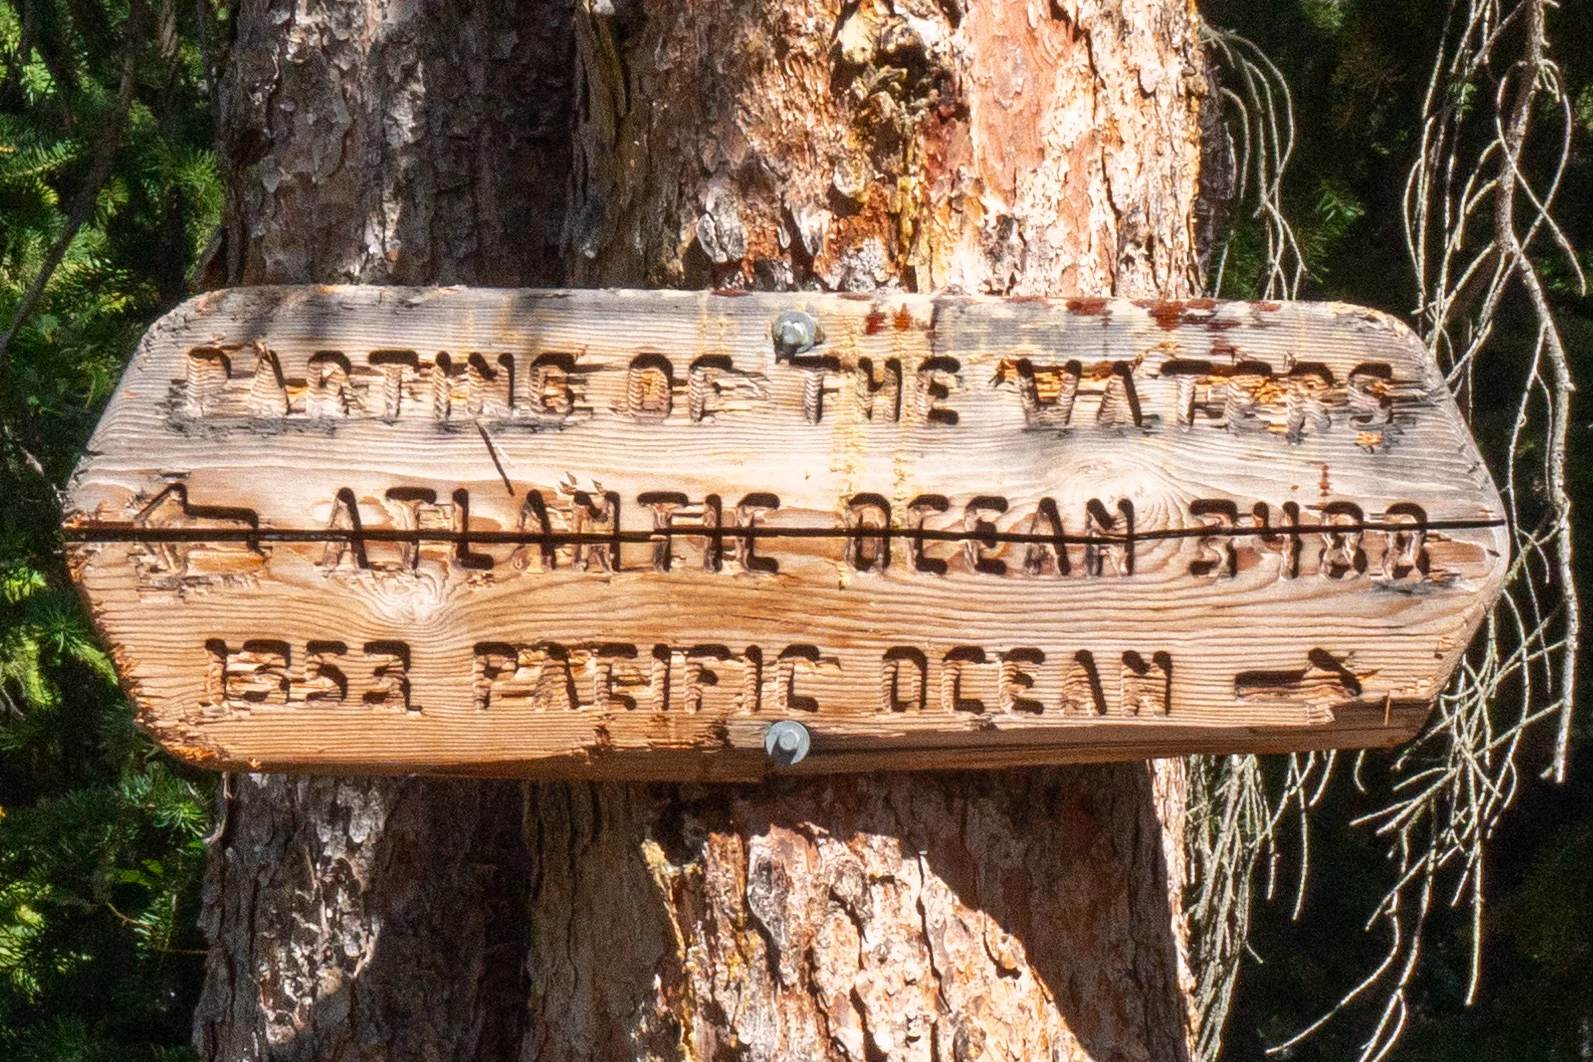 PARTING OF THE WATERS
← ATLANTIC OCEAN 3488
1353 PACIFIC OCEAN →